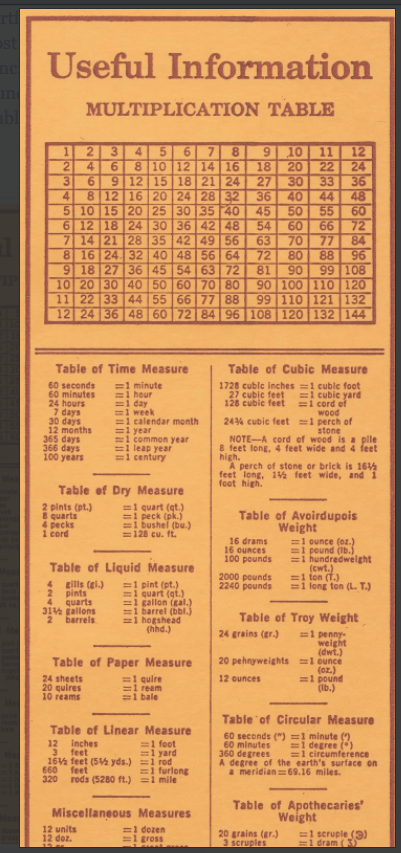 Useful Information
MULTIPLICATION TABLE
1 2 3 4 5 6 7 8 9 10 11 12
2 4 6 8 10 12 14 16 18 20 22 24
3 6 9 12 15 18 21 24 27 30 33 36
4 8 12 16 20 24 28 32 36 40 44 48
5 10 15 20 25 30 35 40 45 50 55 60
6 12 18 24 30 36 42 48 54 60 66 72
7 14 21 28 35 42 49 56 63 70 77 84
8 16 24 32 40 48 56 64 72 80 88 96
9 18 27 36 45 54 63 72 81 90 99 108
10 20 30 40 50 60 70 80 90 100 110 120
11 22 33 44 55 66 77 88 99 110 121 132
12 24 36 48 60 72 84 96 108 120 132 144
Table of Time Measure
60 seconds =1 minute
60 minutes =1 hour
24 hours =1 day
7 days =1 week
30 days =1 calendar month
12 months =1 year
365 days =1 common year
366 days =1 leap year
100 years =1 century
Table of Dry Measure
2 pints (pt.) =1 quart (qt.)
8 quarts =1 peck (pk.)
4 pecks =1 bushel (bu.)
1 cord =128 cu. ft.
Table of Liquid Measure
4 gills (gi.) =1 pint (pt.)
2 pints =1 quart (qt.)
4 quarts =1 gallon (gal.)
31½ gallons =1 barrel (bbl.)
2 barrels =1 hogshead
(hhd.)
Table of Paper Measure
24 sheets =1 quire
20 quires =1 ream
10 reams =1 bale
Table of Linear Measure
12 inches =1 foot
3 feet =1 yard
16½ feet (5½ yds.) =1 rod
660 feet =1 furlong
320 rods (5280 ft.) =1 mile
Miscellaneous Measures
12 units =1 dozen
12 doz. =1 gross
Table of Cubic Measure
1728 cubic inches =1 cubic foot
27 cubic feet =1 cubic yard
128 cubic feet =1 cord of
wood
24¾ cubic feet =1 perch of
stone
NOTE—A cord of wood is a pile
8 feet long, 4 feet wide and 4 feet
high.
A perch of stone or brick is 16½
feet long, 1½ feet wide, and 1
foot high.
Table of Avoirdupois
Weight
16 drams =1 ounce (oz.)
16 ounces =1 pound (lb.)
100 pounds =1 hundredweight
(cwt.)
2000 pounds =1 ton (T.)
2240 pounds =1 long ton (L. T.)
Table of Troy Weight
24 grains (gr.) =1 penny-
weight
(dwt.)
20 pehnyweights =1 ounce
(oz.)
12 ounces =1 pound
(lb.)
Table of Circular Measure
60 seconds (") =1 minute (')
60 minutes =1 degree (°)
360 degrees =1 circumference
A degree of the earth's surface on
a meridian=69.16 miles.
Table of Apothecaries'
Weight
20 grains (gr.) =1 scruple (℈)
3 scruples =1 dram (ʒ)